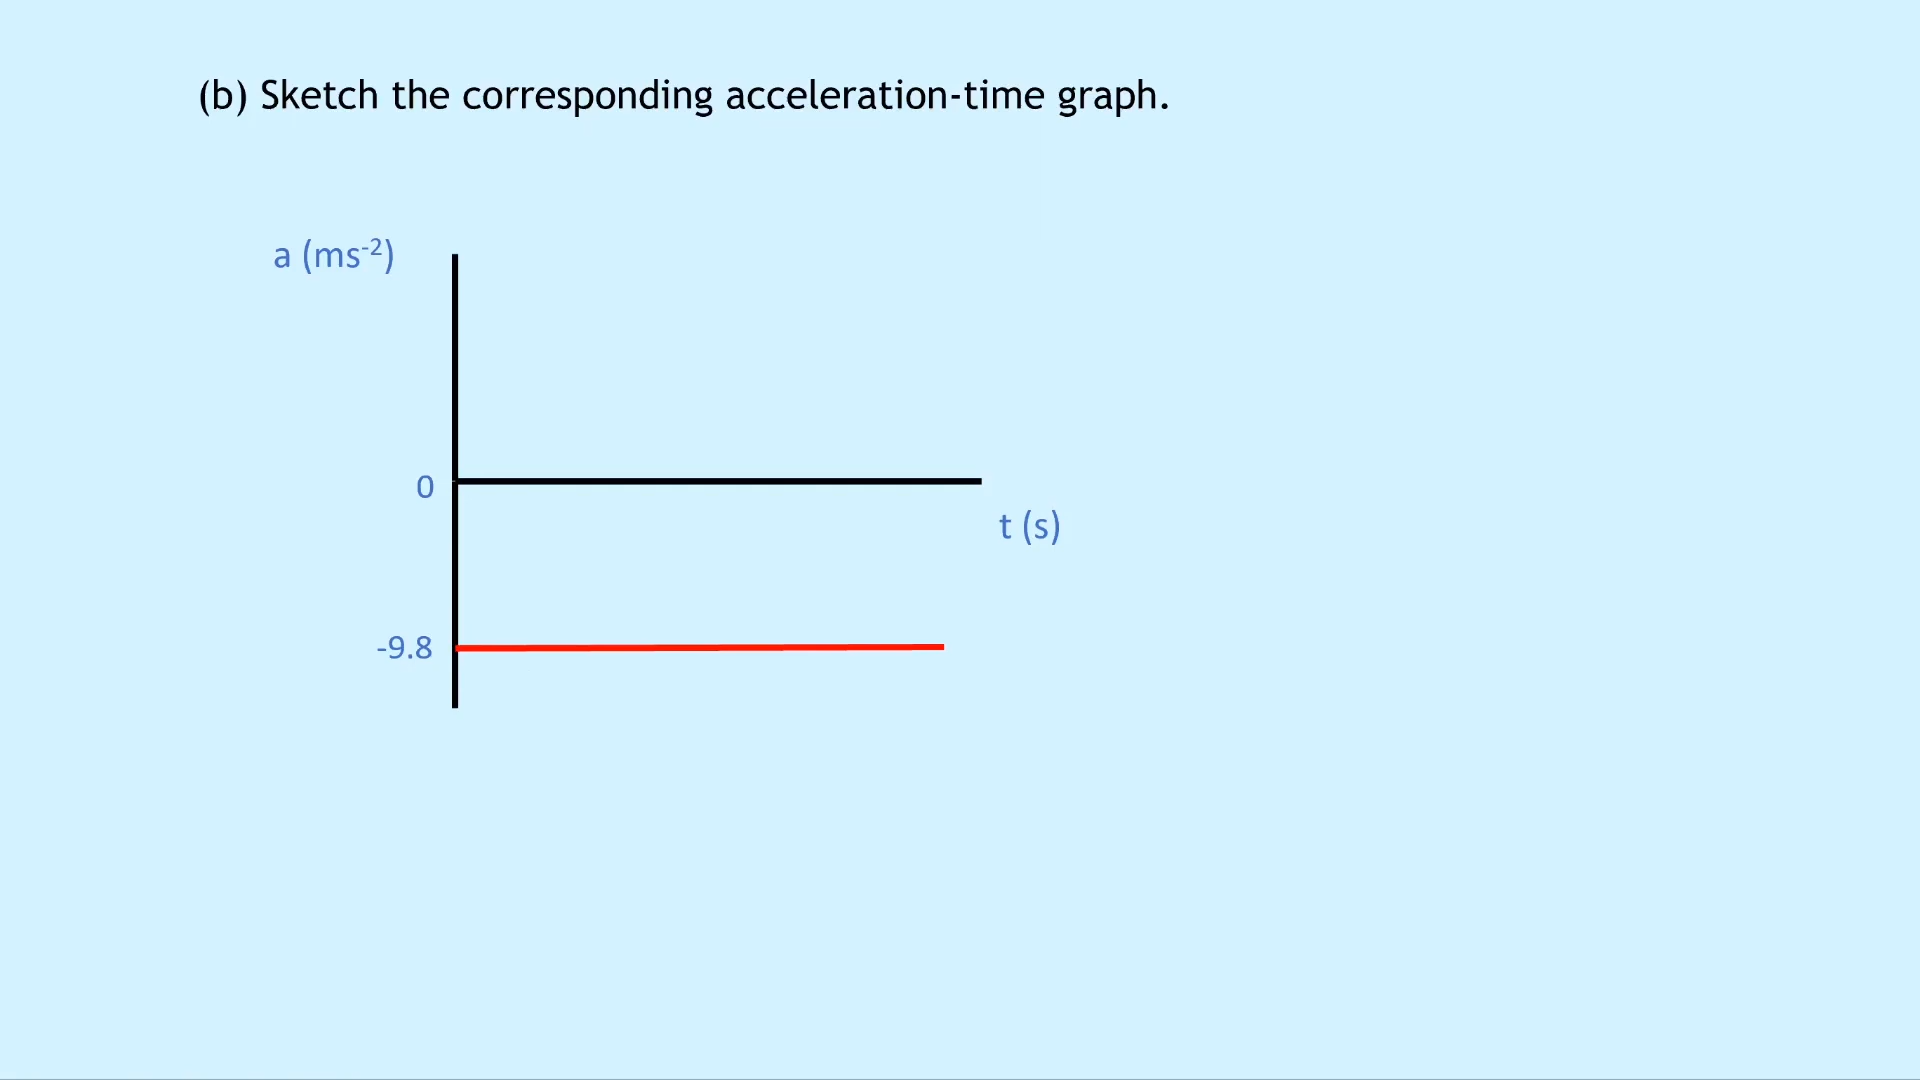 (b) Sketch the corresponding acceleration-time graph.
a (ms⁻²)
0
t (s)
-9.8